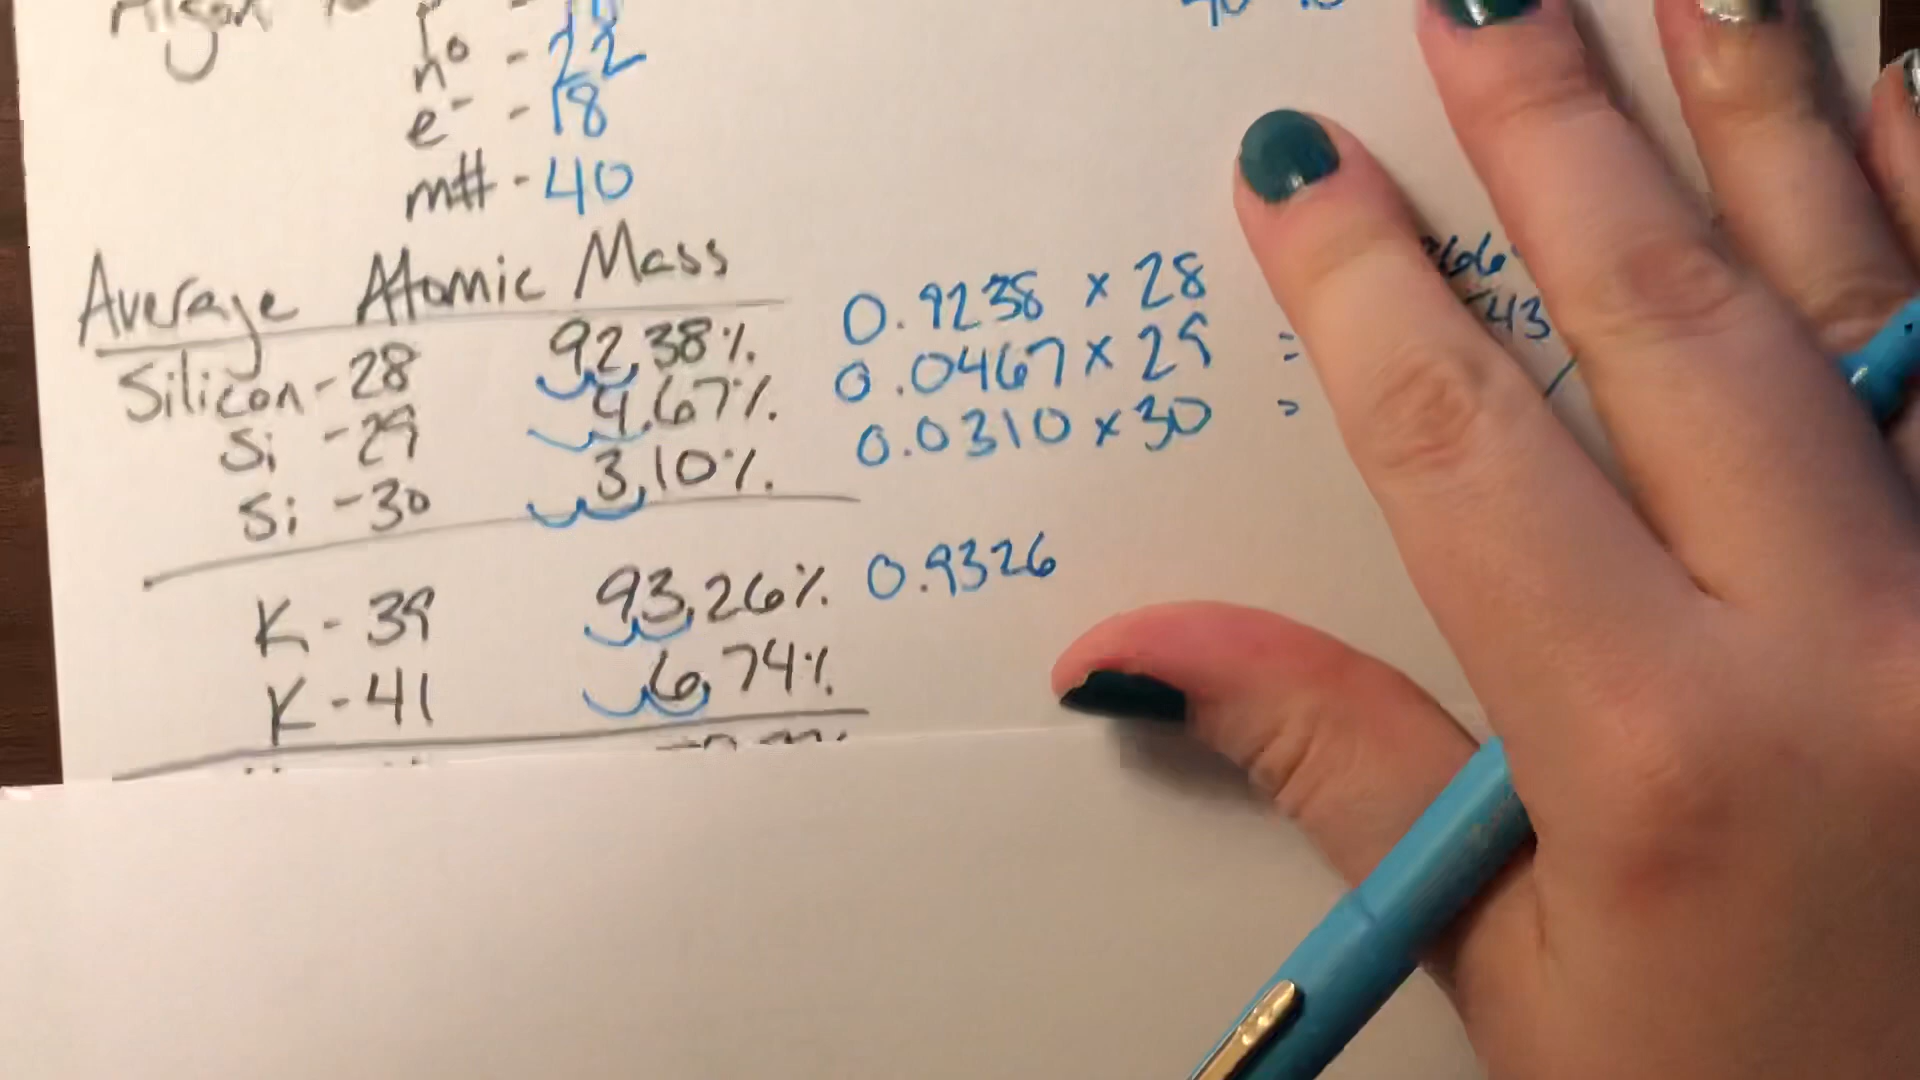 n° - 22
e⁻ - 18
m# - 40
Average Atomic Mass
Silicon - 28 92.38% 0.9238 x 28
Si - 29 4.67% 0.0467 x 29 =
Si - 30 3.10% 0.0310 x 30 =
K - 39 93.26% 0.9326
K - 41 6.74%